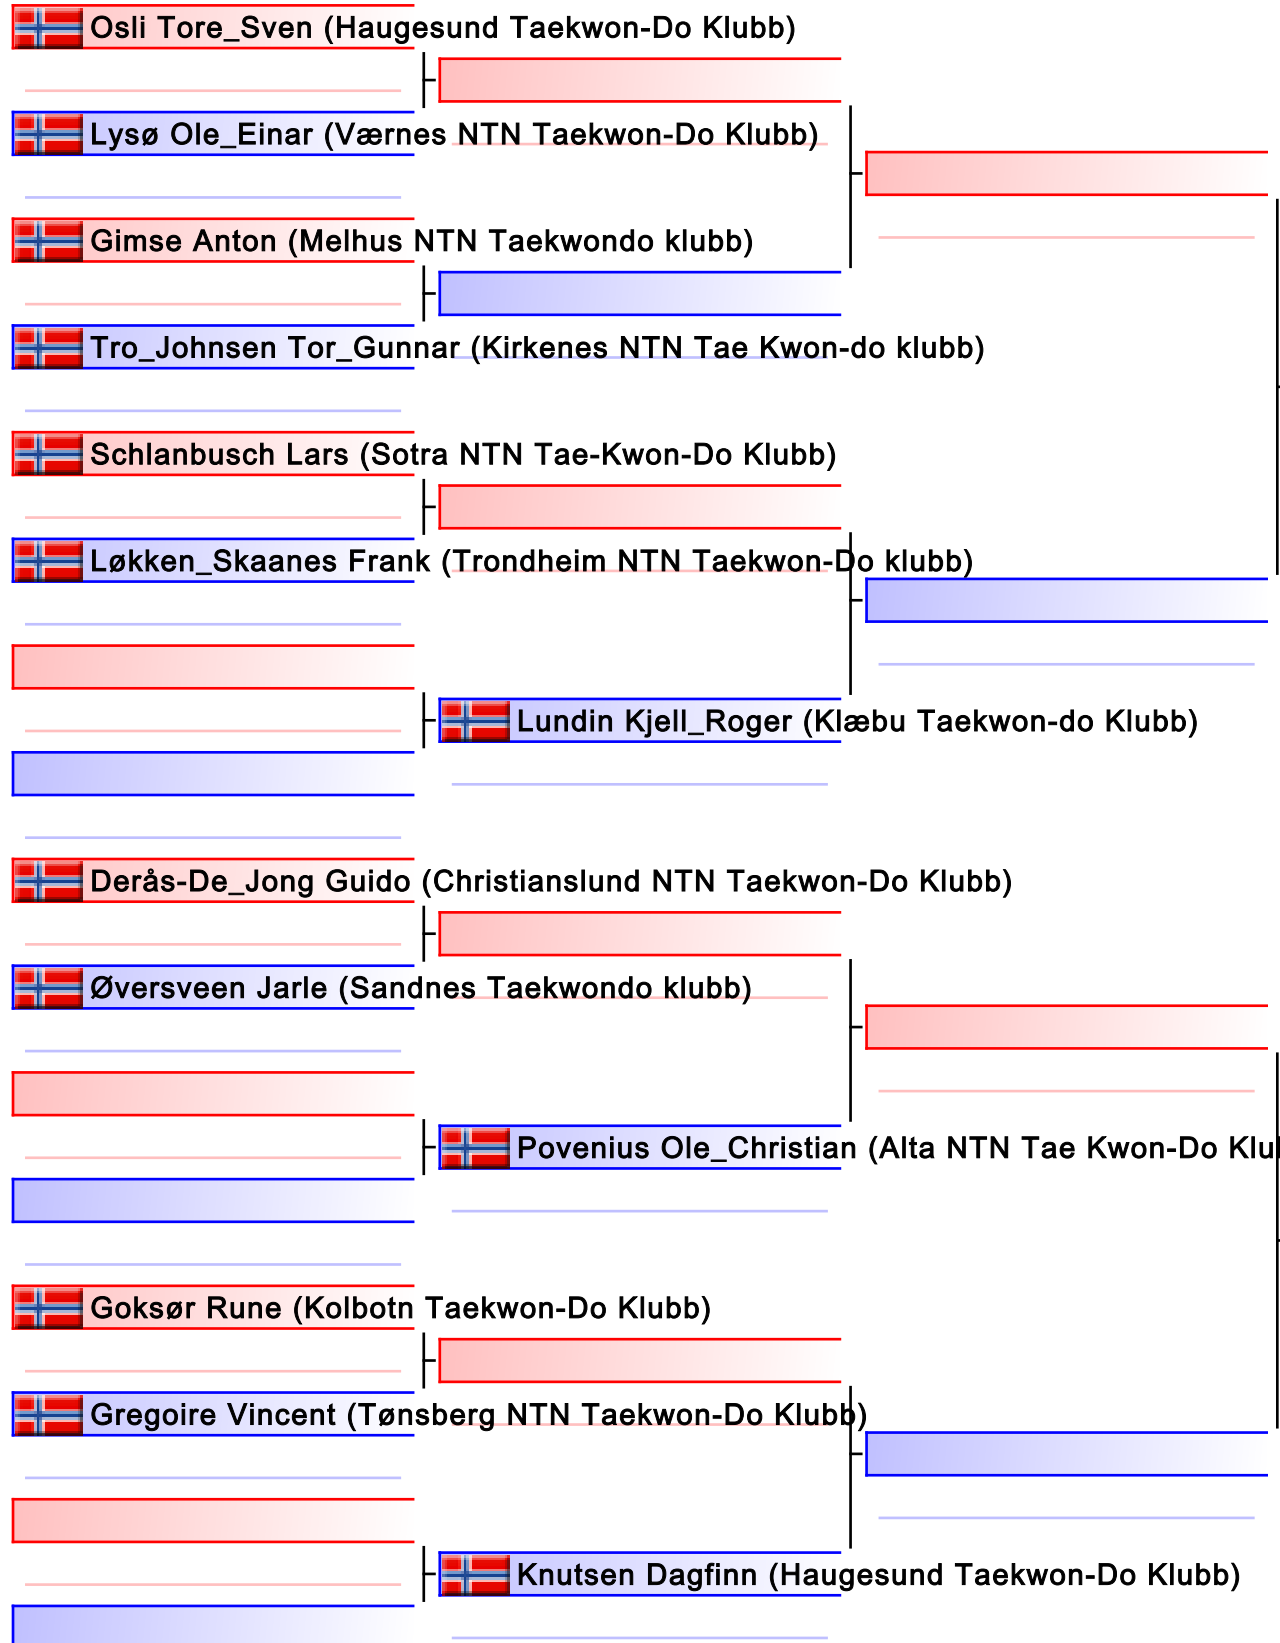 Osli Tore_Sven (Haugesund Taekwon-Do Klubb)
Lysø Ole_Einar (Værnes NTN Taekwon-Do Klubb)
Gimse Anton (Melhus NTN Taekwondo klubb)
Tro_Johnsen Tor_Gunnar (Kirkenes NTN Tae Kwon-do klubb)
Schlanbusch Lars (Sotra NTN Tae-Kwon-Do Klubb)
Løkken_Skaanes Frank (Trondheim NTN Taekwon-Do klubb)
Lundin Kjell_Roger (Klæbu Taekwon-do Klubb)
Derås-De_Jong Guido (Christianslund NTN Taekwon-Do Klubb)
Øversveen Jarle (Sandnes Taekwondo klubb)
Povenius Ole_Christian (Alta NTN Tae Kwon-Do
Goksør Rune (Kolbotn Taekwon-Do Klubb)
Gregoire Vincent (Tønsberg NTN Taekwon-Do Klubb)
Knutsen Dagfinn (Haugesund Taekwon-Do Klubb)